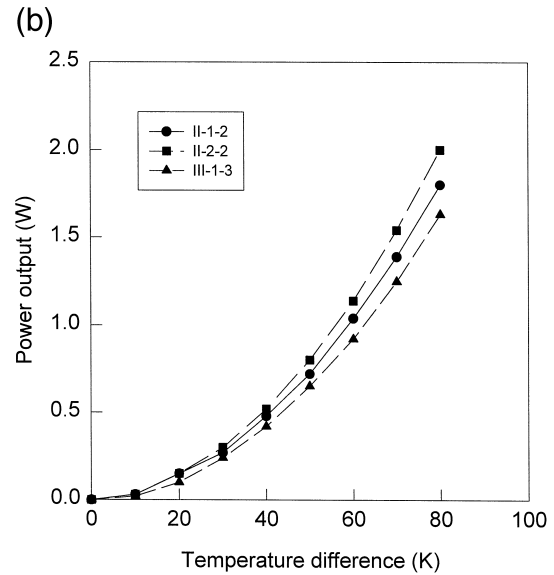 (b)
2.5
2.0
1.5
1.0
0.5
0.0
Power output (W)
II-1-2
II-2-2
III-1-3
0 20 40 60 80 100
Temperature difference (K)